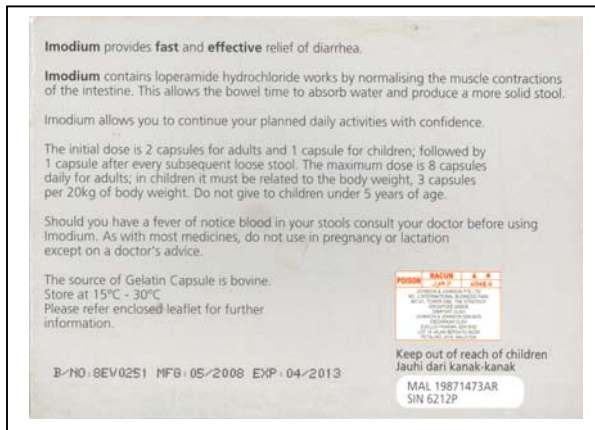 Imodium provides fast and effective relief of diarrhea.
Imodium contains loperamide hydrochloride works by normalising the muscle contractions
of the intestine. This allows the bowel time to absorb water and produce a more solid stool.
Imodium allows you to continue your planned daily activities with confidence.
The initial dose is 2 capsules for adults and 1 capsule for children; followed by
1 capsule after every subsequent loose stool. The maximum dose is 8 capsules
daily for adults; in children it must be related to the body weight, 3 capsules
per 20kg of body weight. Do not give to children under 5 years of age.
Should you have a fever of notice blood in your stools consult your doctor before using
Imodium. As with most medicines, do not use in pregnancy or lactation
except on a doctor's advice.
The source of Gelatin Capsule is bovine.
Store at 15°C - 30°C
Please refer enclosed leaflet for further
information.
POISON RACUN
JOHNSON & JOHNSON PTE LTD
Keep out of reach of children
Jauhi dari kanak-kanak
B/NO:8EV0251 MFG:05/2008 EXP:04/2013
MAL 19871473AR
SIN 6212P